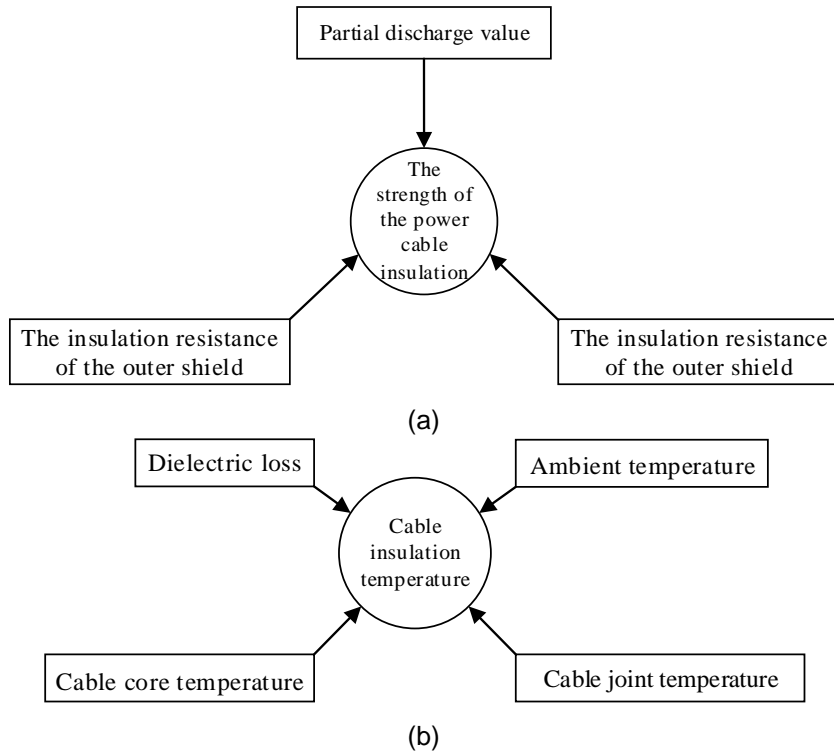 Partial discharge value
The
strength of
the power
cable
insulation
The insulation resistance
of the outer shield
The insulation resistance
of the outer shield
(a)
Dielectric loss
Ambient temperature
Cable
insulation
temperature
Cable core temperature
Cable joint temperature
(b)